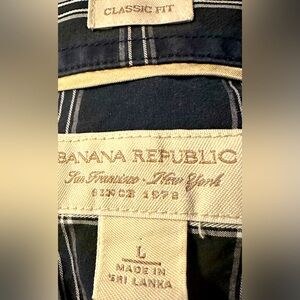 CLASSIC FIT
BANANA REPUBLIC
San Francisco · New York
SINCE 1978
L
MADE IN
SRI LANKA